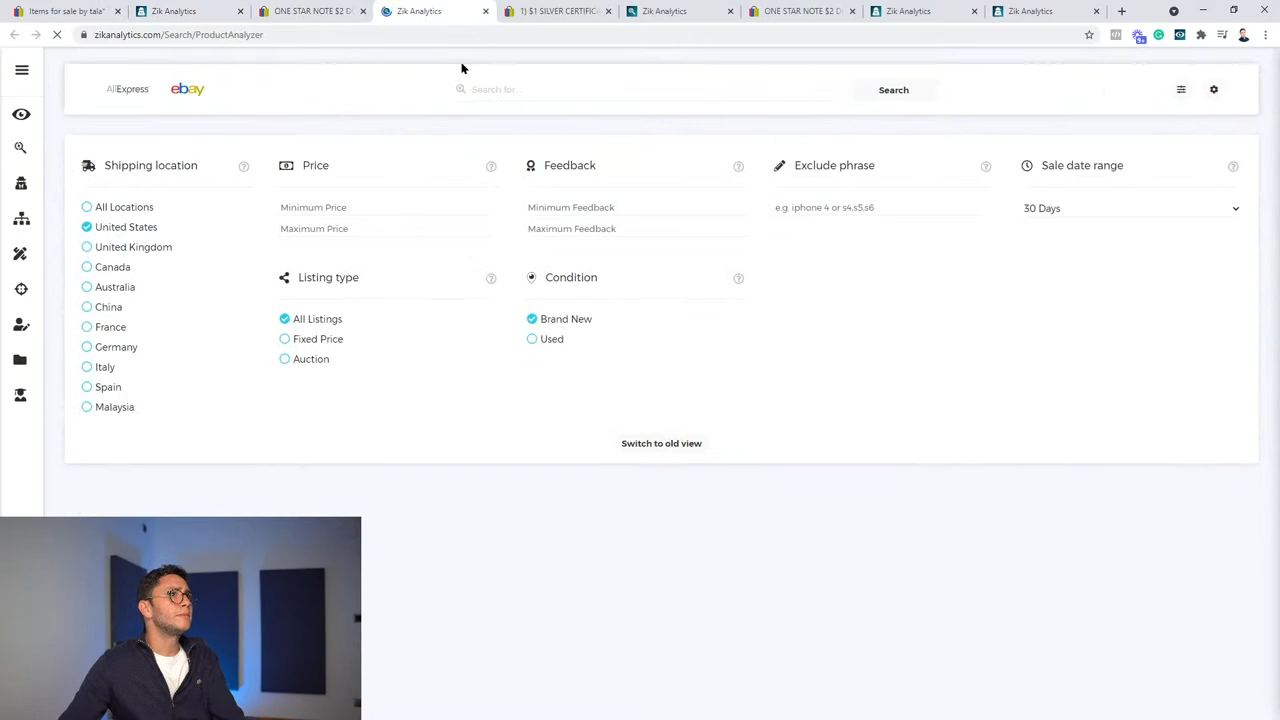 Items for sale by tala"
Zik Analytics
ONE STAR NOTE $2 D
Zik Analytics
1) $1 SILVER CERTIFIC
Zik Analytics
ONE STAR NOTE $2 D
Zik Analytics
Zik Analytics
zikanalytics.com/Search/ProductAnalyzer
9+
AliExpress
ebay
Search for...
Search
Shipping location
Price
Feedback
Exclude phrase
Sale date range
All Locations
Minimum Price
Minimum Feedback
e.g. iphone 4 or s4,s5,s6
30 Days
United States
Maximum Price
Maximum Feedback
United Kingdom
Canada
Listing type
Condition
Australia
China
All Listings
Brand New
France
Fixed Price
Used
Germany
Auction
Italy
Spain
Malaysia
Switch to old view